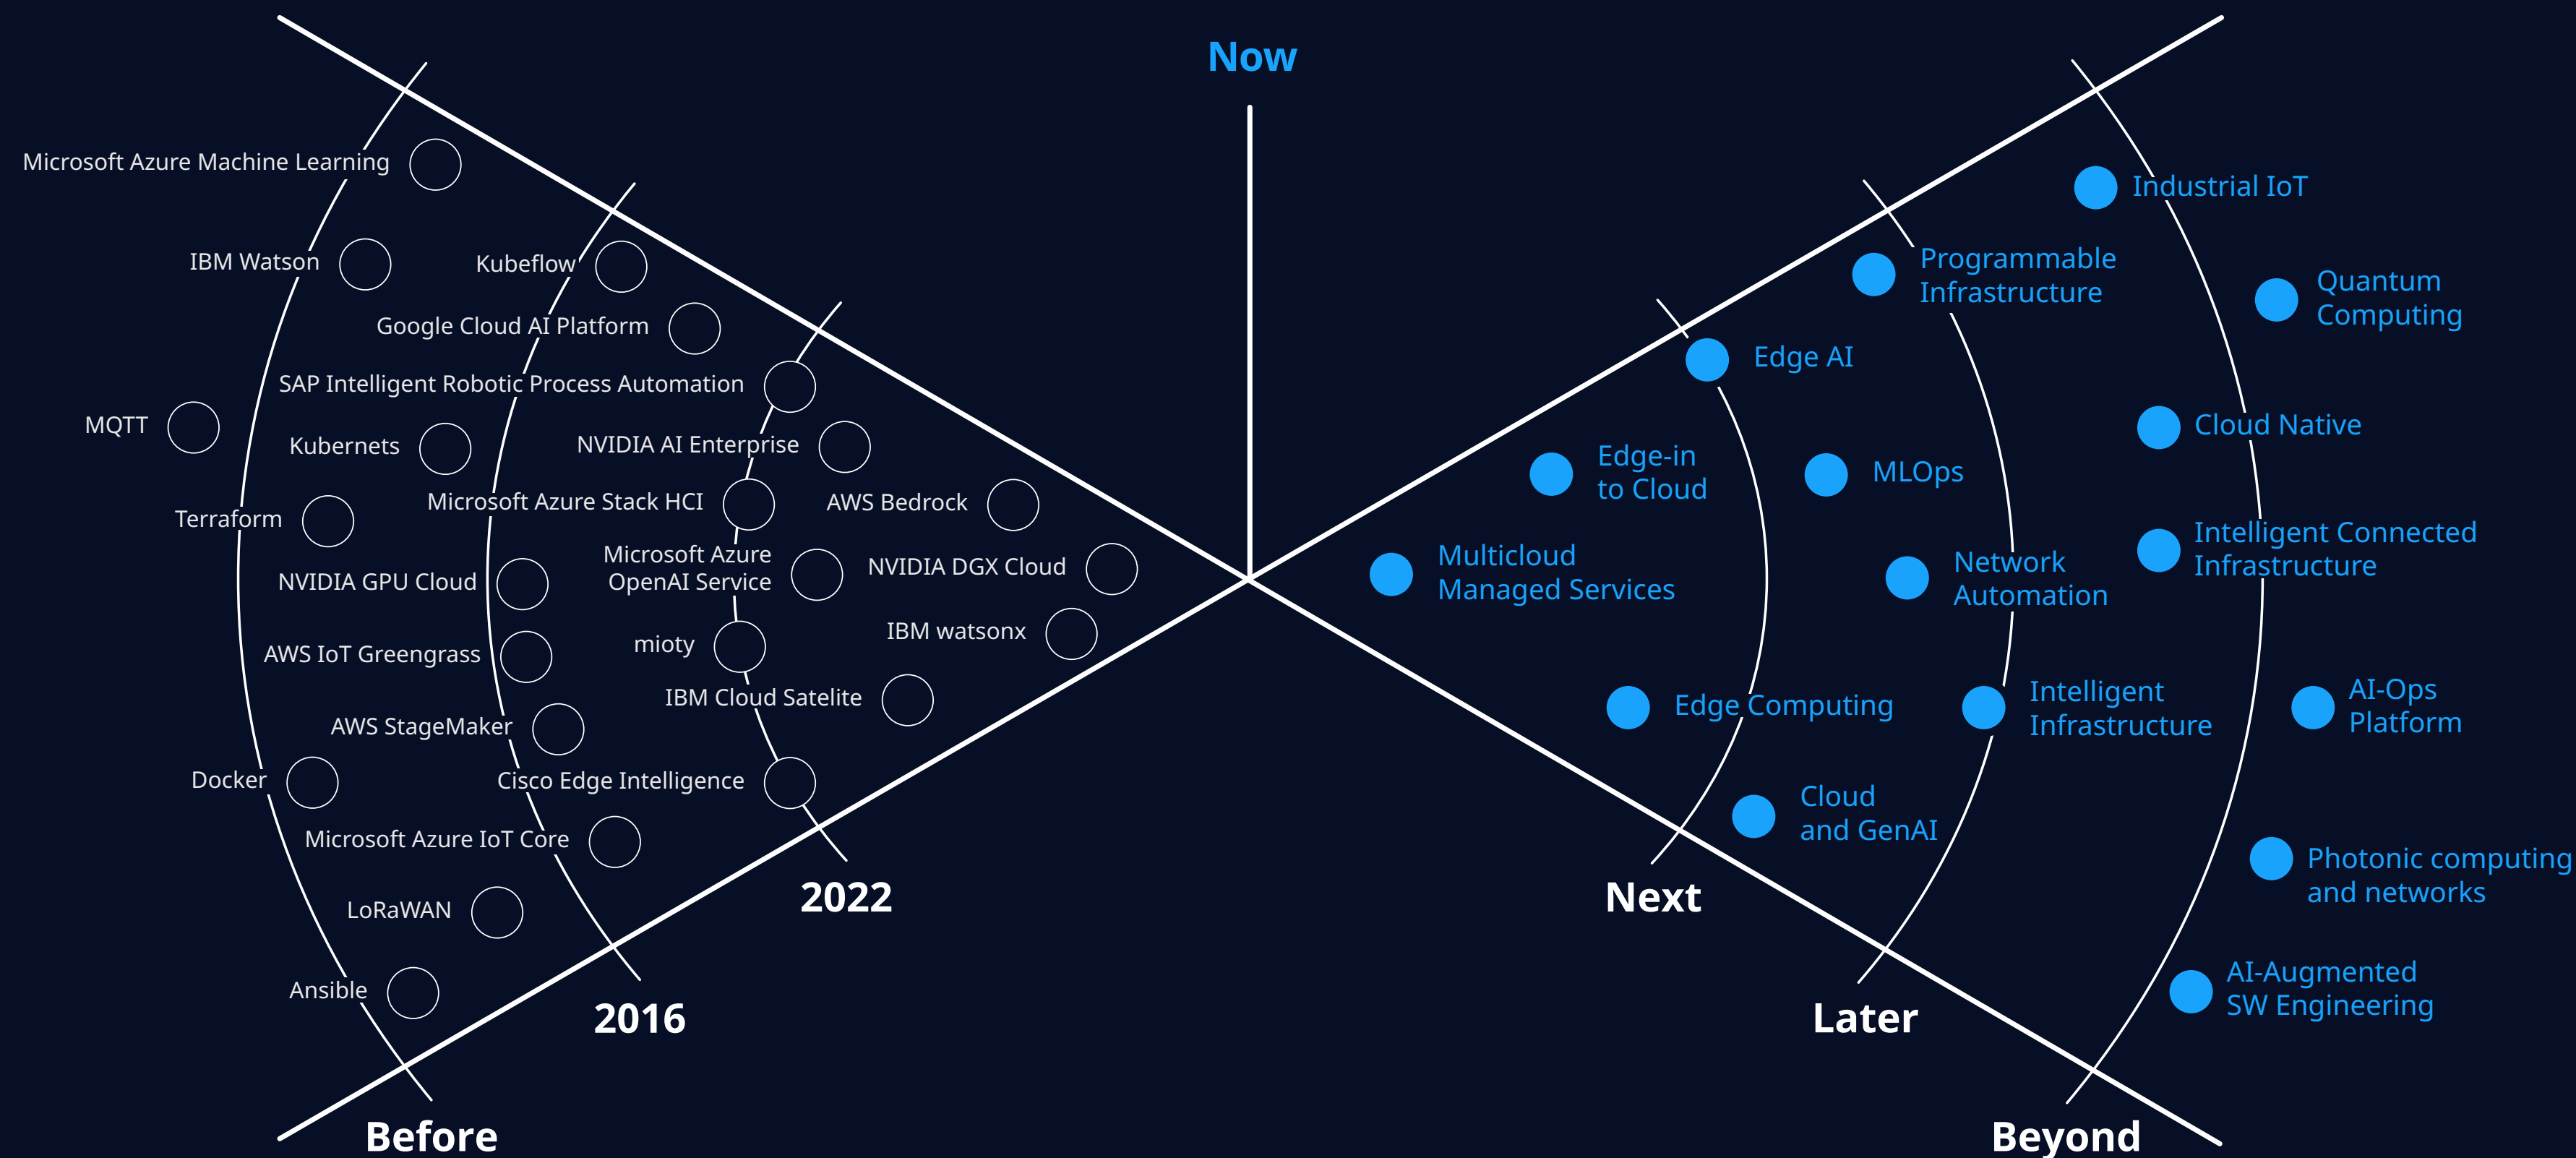 Now
Microsoft Azure Machine Learning
IBM Watson
Kubeflow
Google Cloud AI Platform
SAP Intelligent Robotic Process Automation
MQTT
Kubernets
NVIDIA AI Enterprise
Microsoft Azure Stack HCI
AWS Bedrock
Terraform
Microsoft Azure
OpenAI Service
NVIDIA DGX Cloud
NVIDIA GPU Cloud
mioty
IBM watsonx
AWS IoT Greengrass
IBM Cloud Satelite
AWS StageMaker
Docker
Cisco Edge Intelligence
Microsoft Azure IoT Core
LoRaWAN
Ansible
2022
2016
Before
Industrial IoT
Programmable
Infrastructure
Quantum
Computing
Edge AI
Cloud Native
Edge-in
to Cloud
MLOps
Intelligent Connected
Infrastructure
Multicloud
Managed Services
Network
Automation
Edge Computing
Intelligent
Infrastructure
AI-Ops
Platform
Cloud
and GenAI
Photonic computing
and networks
AI-Augmented
SW Engineering
Next
Later
Beyond